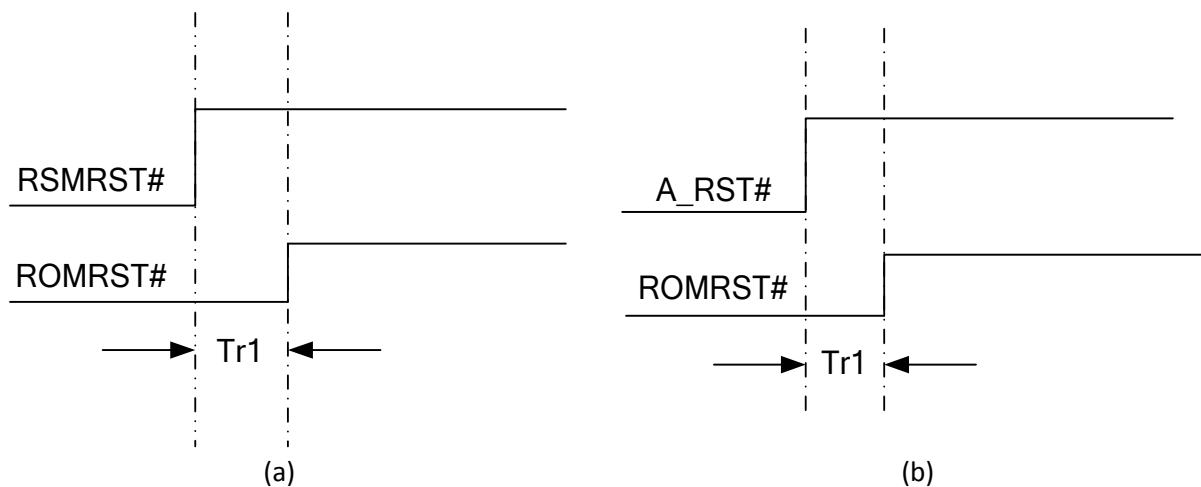 RSMRST#
ROMRST#
Tr1
(a)
A_RST#
ROMRST#
Tr1
(b)